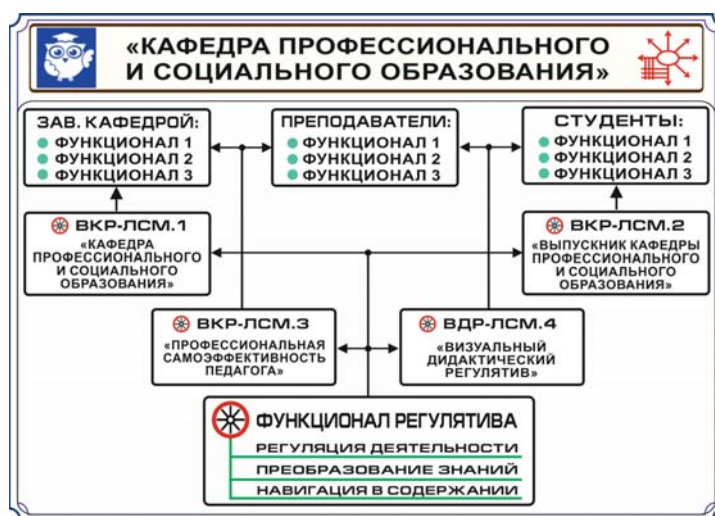 «КАФЕДРА ПРОФЕССИОНАЛЬНОГО
И СОЦИАЛЬНОГО ОБРАЗОВАНИЯ»
ЗАВ. КАФЕДРОЙ:
ФУНКЦИОНАЛ 1
ФУНКЦИОНАЛ 2
ФУНКЦИОНАЛ 3
ПРЕПОДАВАТЕЛИ:
ФУНКЦИОНАЛ 1
ФУНКЦИОНАЛ 2
ФУНКЦИОНАЛ 3
СТУДЕНТЫ:
ФУНКЦИОНАЛ 1
ФУНКЦИОНАЛ 2
ФУНКЦИОНАЛ 3
ВКР-ЛСМ.1
«КАФЕДРА
ПРОФЕССИОНАЛЬНОГО
И СОЦИАЛЬНОГО
ОБРАЗОВАНИЯ»
ВКР-ЛСМ.2
«ВЫПУСКНИК КАФЕДРЫ
ПРОФЕССИОНАЛЬНОГО
И СОЦИАЛЬНОГО
ОБРАЗОВАНИЯ»
ВКР-ЛСМ.3
«ПРОФЕССИОНАЛЬНАЯ
САМОЭФФЕКТИВНОСТЬ
ПЕДАГОГА»
ВДР-ЛСМ.4
«ВИЗУАЛЬНЫЙ
ДИДАКТИЧЕСКИЙ
РЕГУЛЯТИВ»
ФУНКЦИОНАЛ РЕГУЛЯТИВА
РЕГУЛЯЦИЯ ДЕЯТЕЛЬНОСТИ
ПРЕОБРАЗОВАНИЕ ЗНАНИЙ
НАВИГАЦИЯ В СОДЕРЖАНИИ